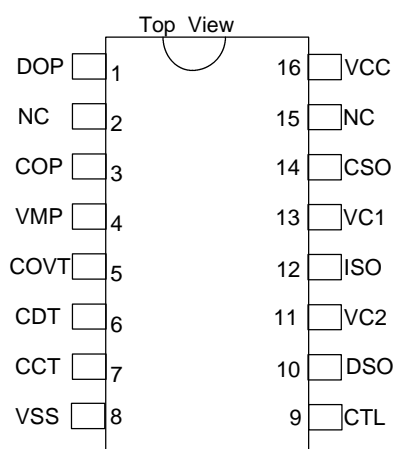 Top View
DOP 1 16 VCC
NC 2 15 NC
COP 3 14 CSO
VMP 4 13 VC1
COVT 5 12 ISO
CDT 6 11 VC2
CCT 7 10 DSO
VSS 8 9 CTL